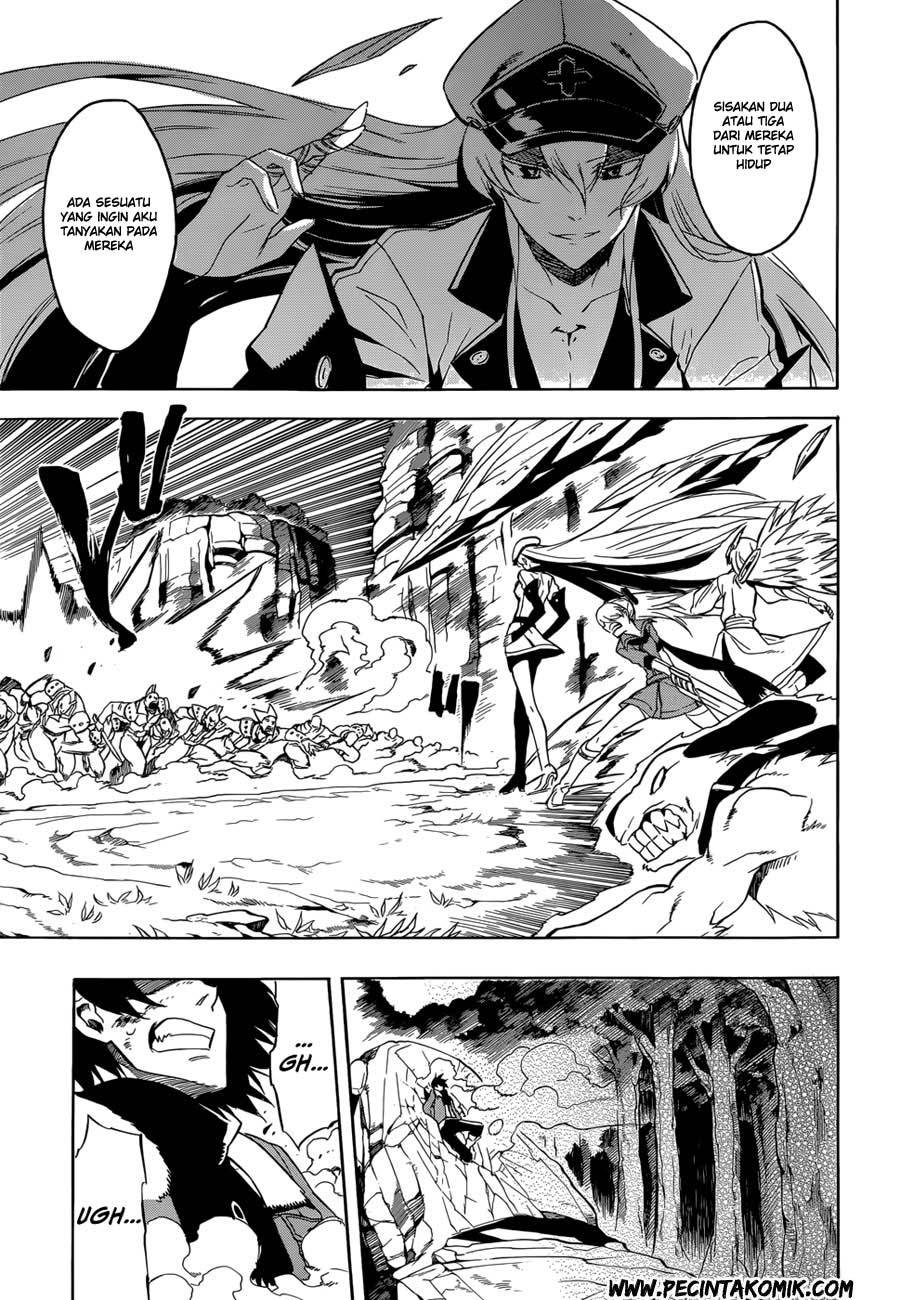 SISAKAN DUA
ATAU TIGA
DARI MEREKA
UNTUK TETAP
HIDUP
ADA SESUATU
YANG INGIN AKU
TANYAKAN PADA
MEREKA
...
GH...
UGH...
WWW.PECINTAKOMIK.COM